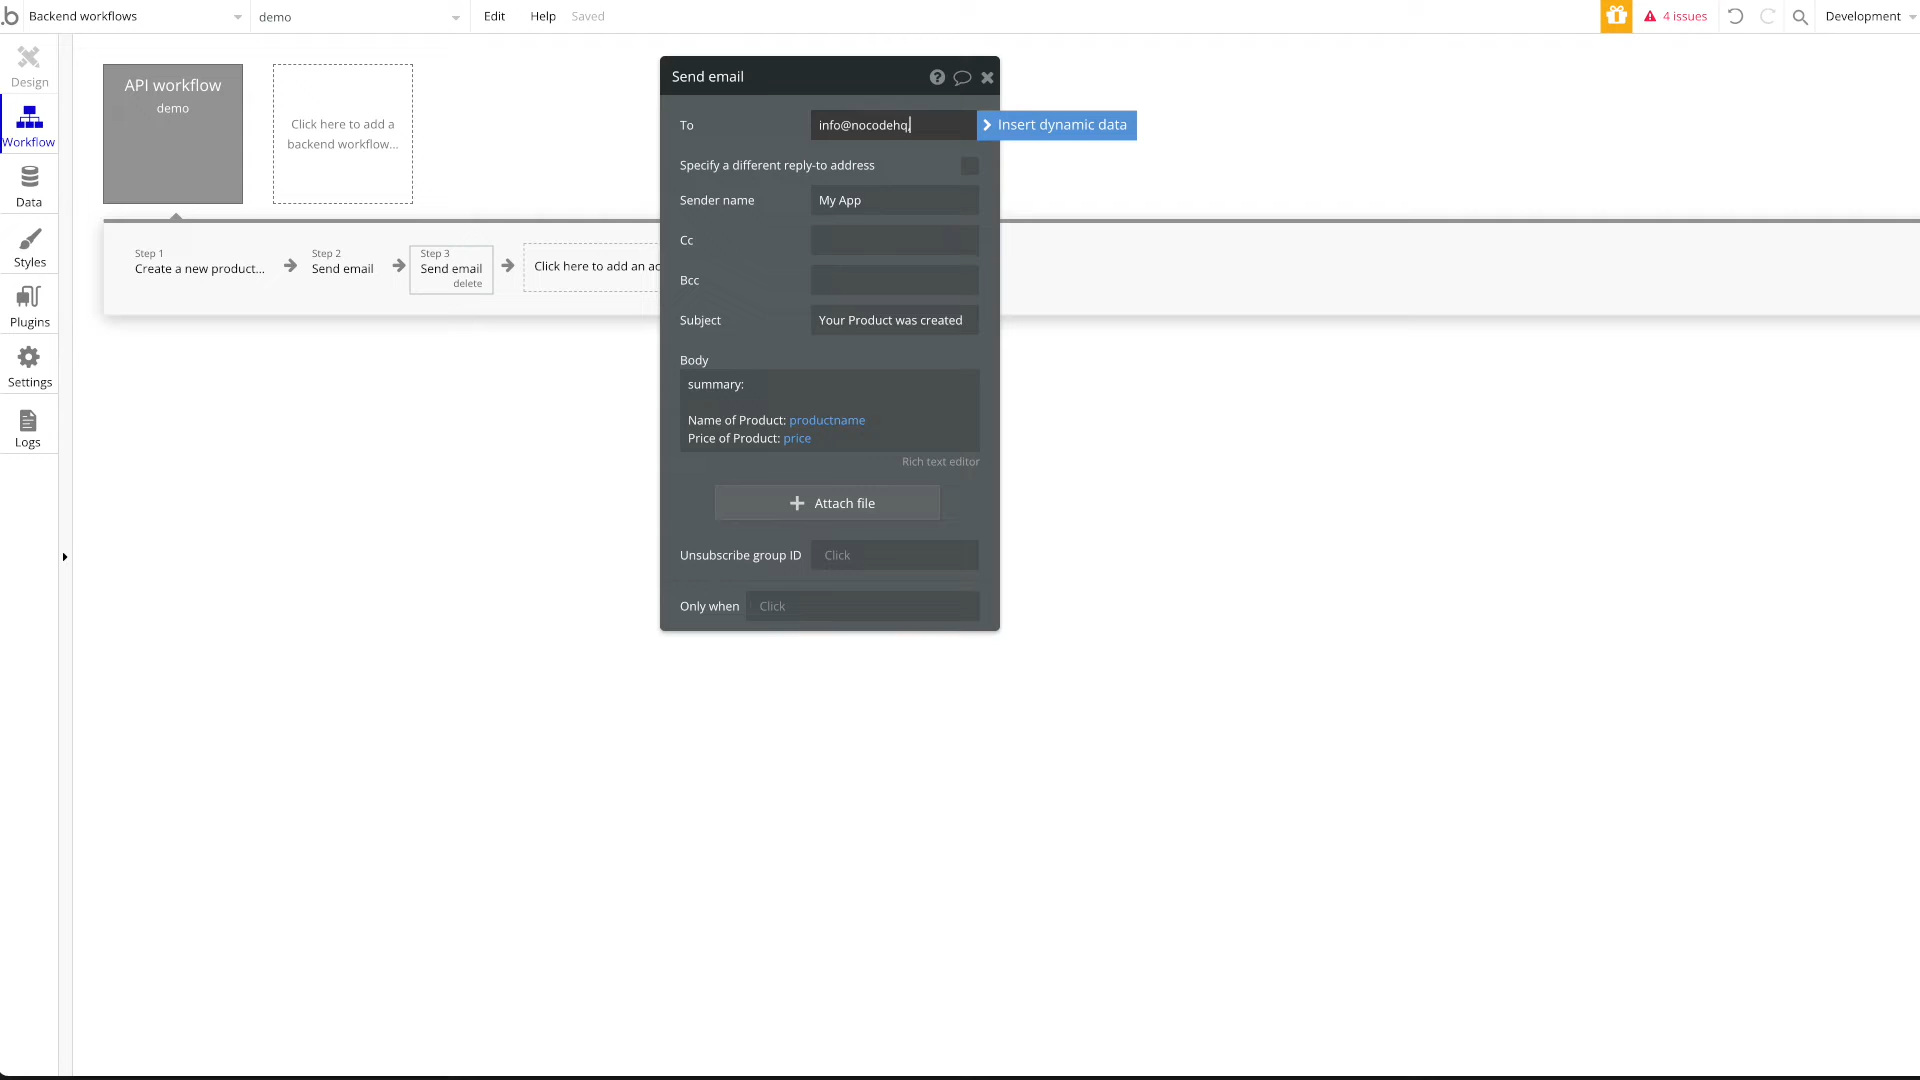 .b Backend workflows demo Edit Help Saved 4 issues Development
Design
Workflow
Data
Styles
Plugins
Settings
Logs
API workflow
demo
Click here to add a
backend workflow...
Step 1
Create a new product...
Step 2
Send email
Step 3
Send email
delete
Click here to add an ac
Send email
To info@nocodehq. Insert dynamic data
Specify a different reply-to address
Sender name My App
Cc
Bcc
Subject Your Product was created
Body
summary:
Name of Product: productname
Price of Product: price
Rich text editor
Attach file
Unsubscribe group ID Click
Only when Click